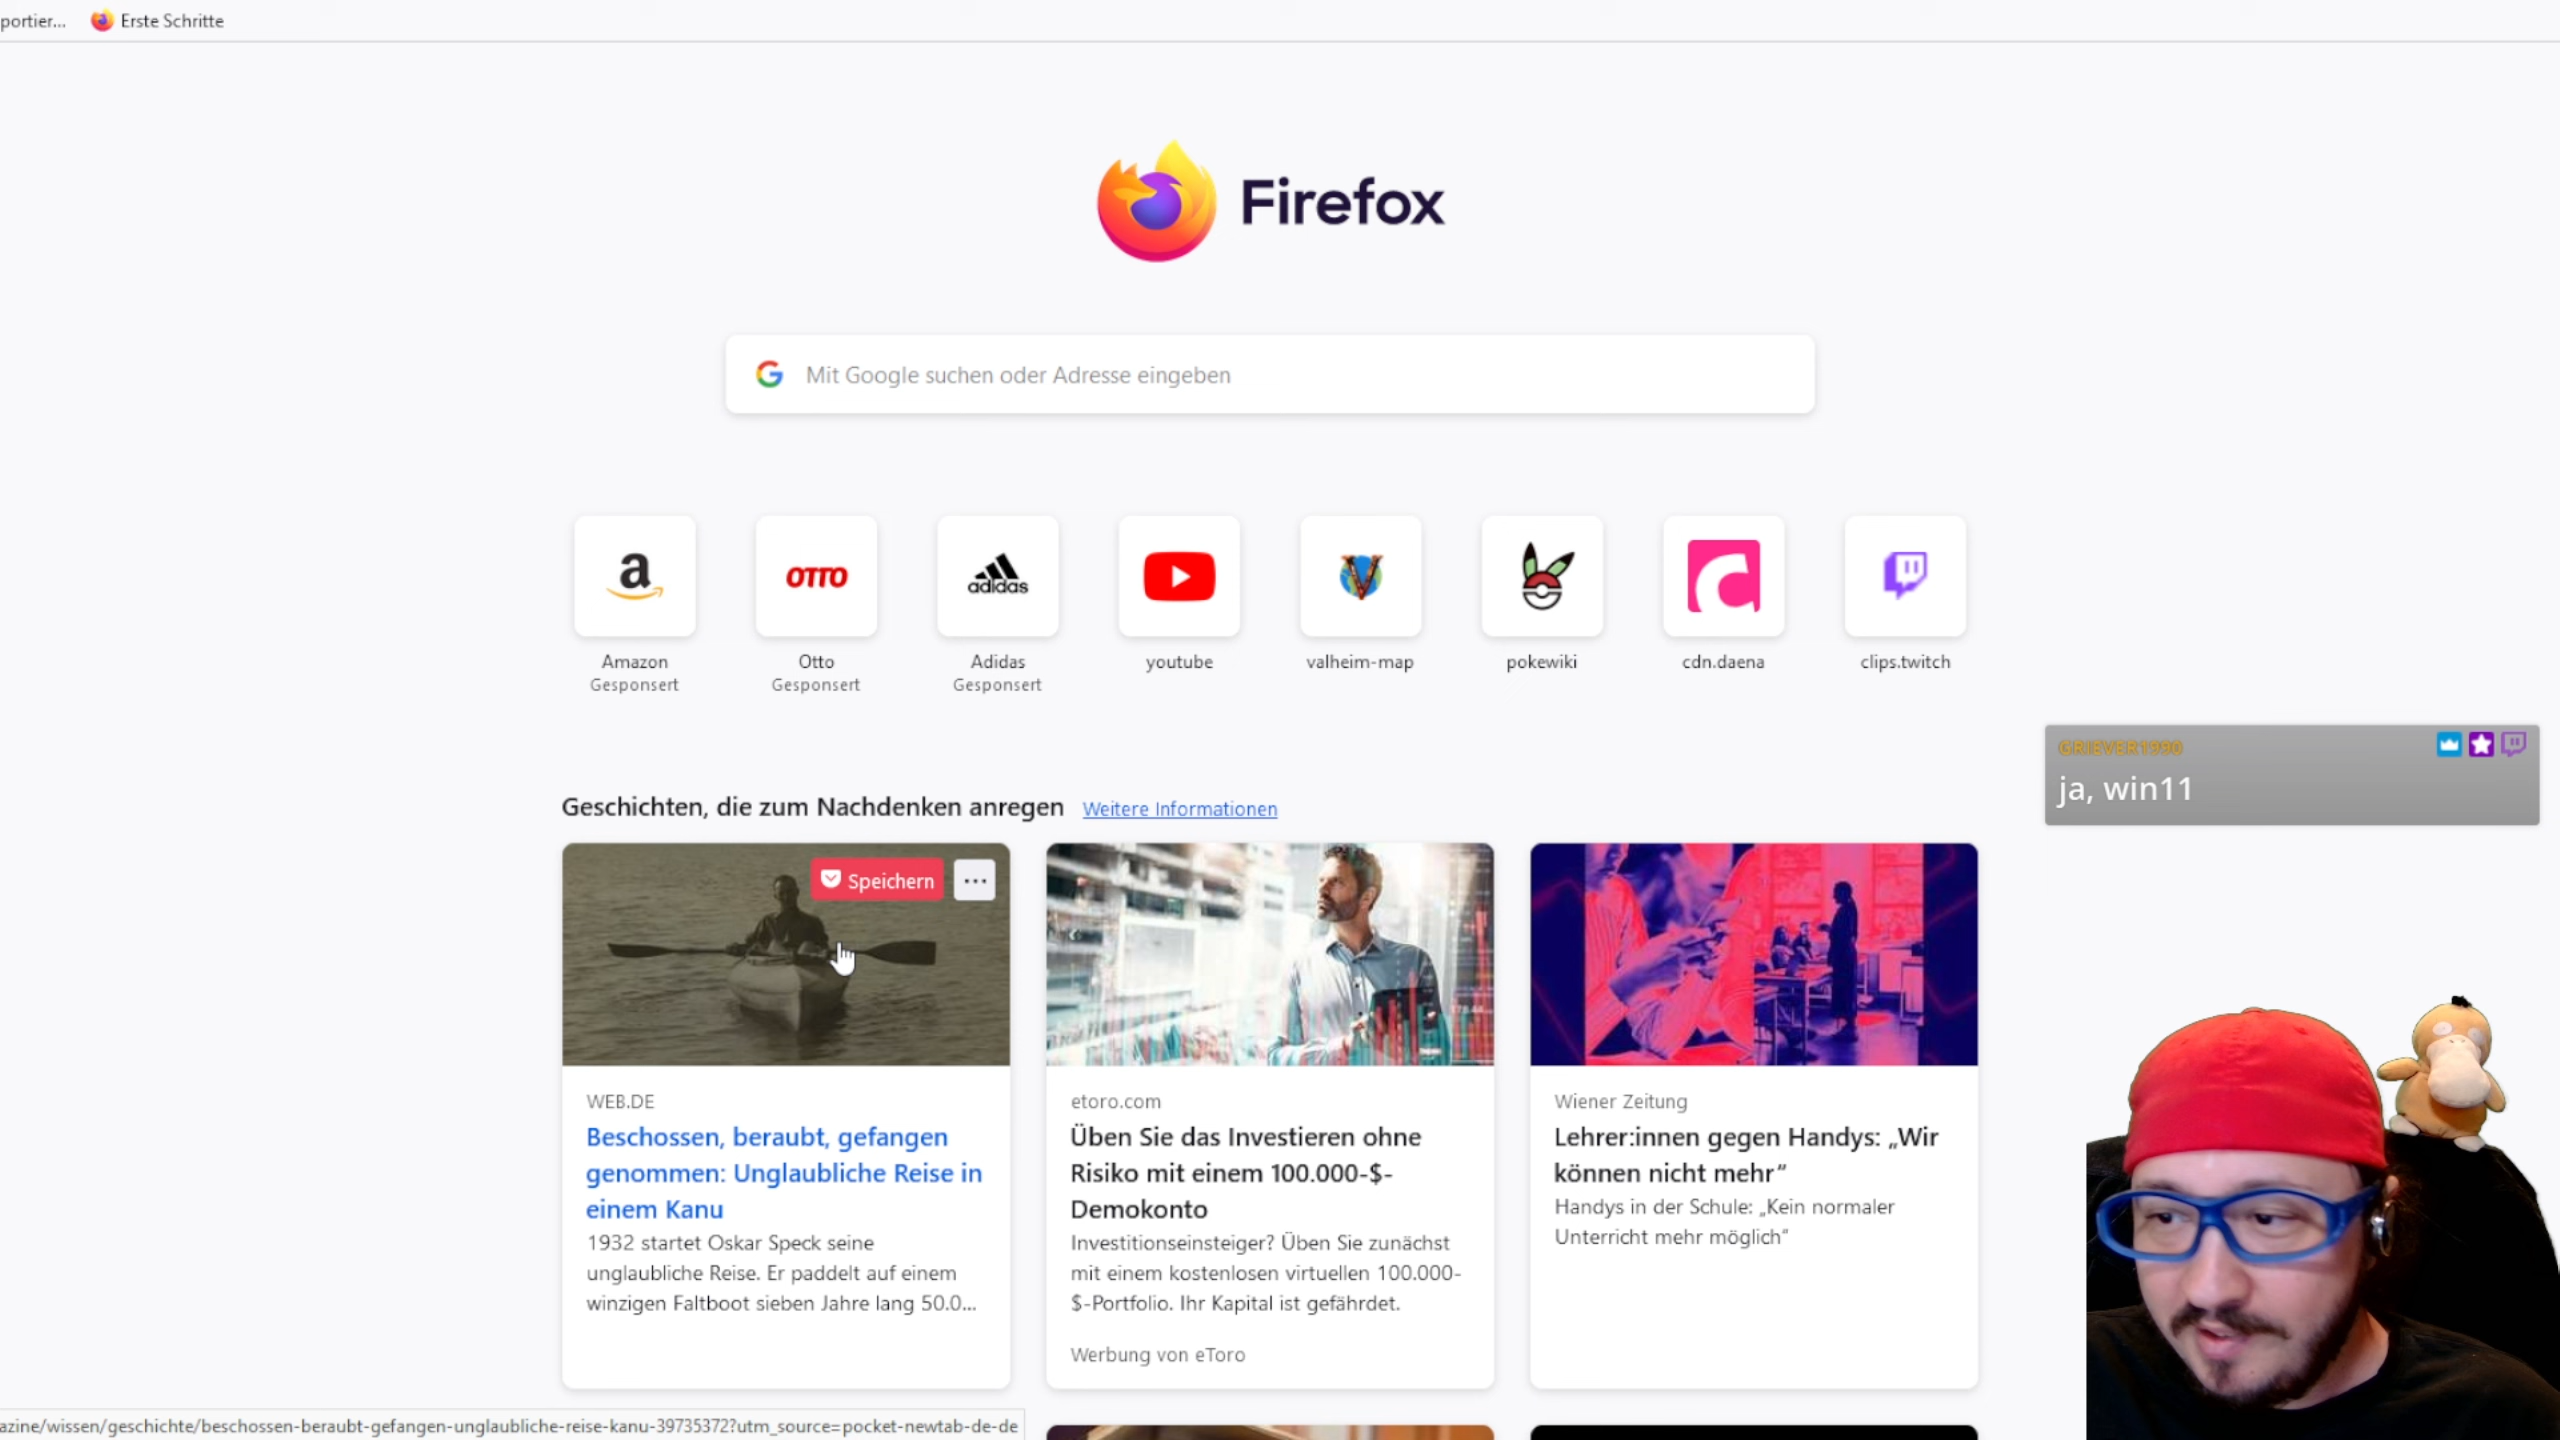 portier...
Erste Schritte
Firefox
Mit Google suchen oder Adresse eingeben
a
OTTO
adidas
V
Amazon
Gesponsert
Otto
Gesponsert
Adidas
Gesponsert
youtube
valheim-map
pokewiki
cdn.daena
clips.twitch
GRIEVER1990
ja, win11
Geschichten, die zum Nachdenken anregen
Weitere Informationen
Speichern
WEB.DE
Beschossen, beraubt, gefangen
genommen: Unglaubliche Reise in
einem Kanu
1932 startet Oskar Speck seine
unglaubliche Reise. Er paddelt auf einem
winzigen Faltboot sieben Jahre lang 50.0...
etoro.com
Üben Sie das Investieren ohne
Risiko mit einem 100.000-$-
Demokonto
Investitionseinsteiger? Üben Sie zunächst
mit einem kostenlosen virtuellen 100.000-
$-Portfolio. Ihr Kapital ist gefährdet.
Werbung von eToro
Wiener Zeitung
Lehrer:innen gegen Handys: „Wir
können nicht mehr“
Handys in der Schule: „Kein normaler
Unterricht mehr möglich“
azine/wissen/geschichte/beschossen-beraubt-gefangen-unglaubliche-reise-kanu-39735372?utm_source=pocket-newtab-de-de